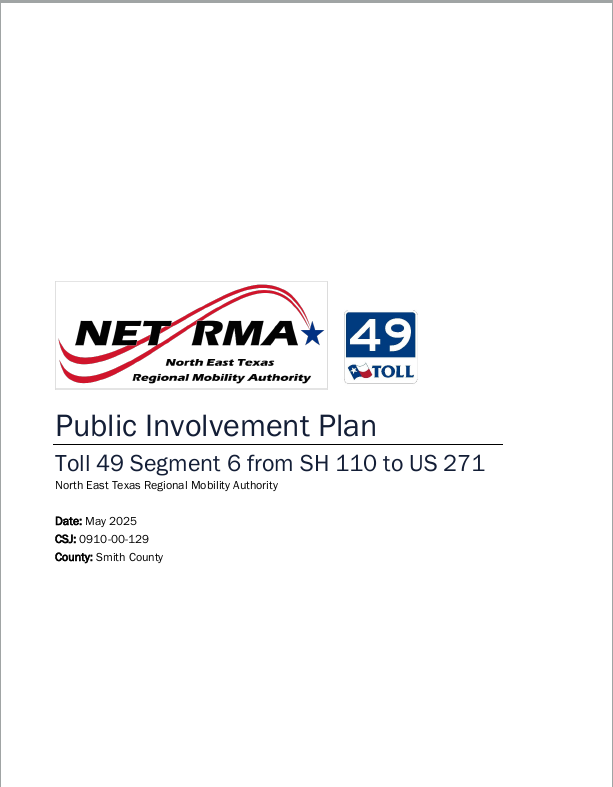 NET RMA
North East Texas
Regional Mobility Authority
49
TOLL
Public Involvement Plan
Toll 49 Segment 6 from SH 110 to US 271
North East Texas Regional Mobility Authority
Date: May 2025
CSJ: 0910-00-129
County: Smith County